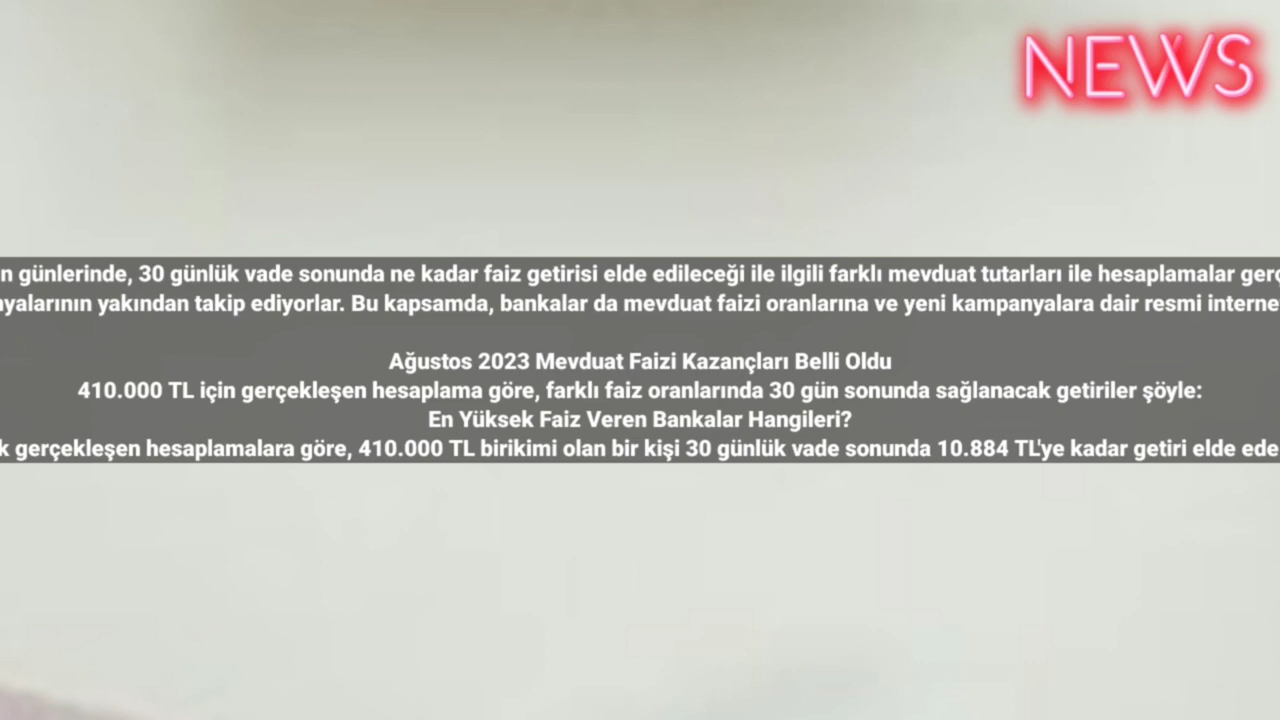 NEWS
n günlerinde, 30 günlük vade sonunda ne kadar faiz getirisi elde edileceği ile ilgili farklı mevduat tutarları ile hesaplamalar gerç
yalarının yakından takip ediyorlar. Bu kapsamda, bankalar da mevduat faizi oranlarına ve yeni kampanyalara dair resmi interne
Ağustos 2023 Mevduat Faizi Kazançları Belli Oldu
410.000 TL için gerçekleşen hesaplama göre, farklı faiz oranlarında 30 gün sonunda sağlanacak getiriler şöyle:
En Yüksek Faiz Veren Bankalar Hangileri?
k gerçekleşen hesaplamalara göre, 410.000 TL birikimi olan bir kişi 30 günlük vade sonunda 10.884 TL'ye kadar getiri elde ede